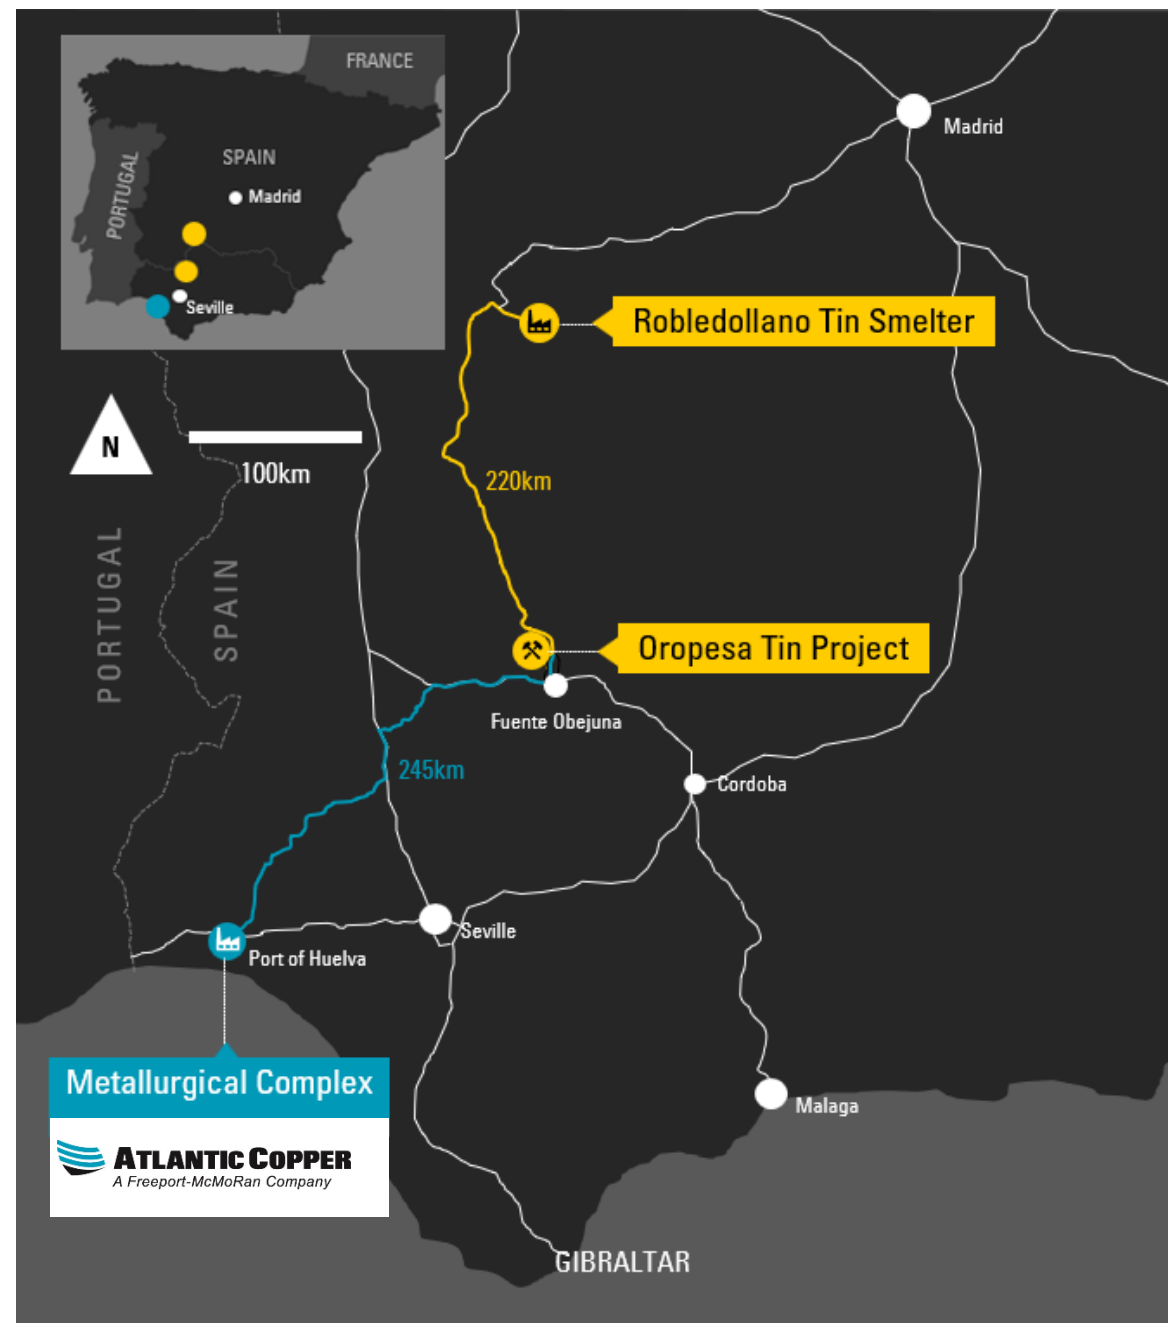 FRANCE
SPAIN
PORTUGAL
Madrid
Seville
Madrid
Robledollano Tin Smelter
N
100km
220km
PORTUGAL
SPAIN
Oropesa Tin Project
Fuente Obejuna
245km
Cordoba
Seville
Port of Huelva
Metallurgical Complex
ATLANTIC COPPER
A Freeport-McMoRan Company
Malaga
GIBRALTAR